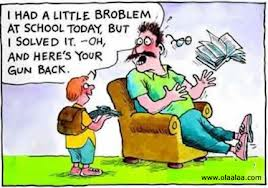 I HAD A LITTLE BROBLEM
AT SCHOOL TODAY, BUT
I SOLVED IT. -OH,
AND HERE'S YOUR
GUN BACK.
www.olaalaa.com